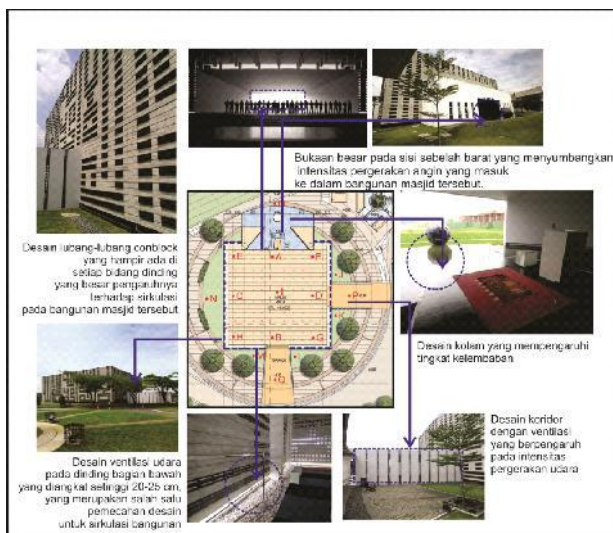 Bukaan besar pada sisi sebelah barat yang menyumbangkan
intensitas pergerakan angin yang masuk
ke dalam bangunan masjid tersebut.
Desain lubang-lubang conblock
yang hampir ada di
setiap bidang dinding
yang besar pengaruhnya
terhadap sirkulasi
pada bangunan masjid tersebut
E
A
F
J
N
C
I
D
P
K
H
B
G
Desain kolam yang mempengaruhi
tingkat kelembaban
Desain ventilasi udara
pada dinding bagian bawah
yang diangkat setinggi 20-25 cm,
yang merupakan salah satu
pemecahan desain
untuk sirkulasi bangunan
Desain koridor
dengan ventilasi
yang berpengaruh
pada intensitas
pergerakan udara